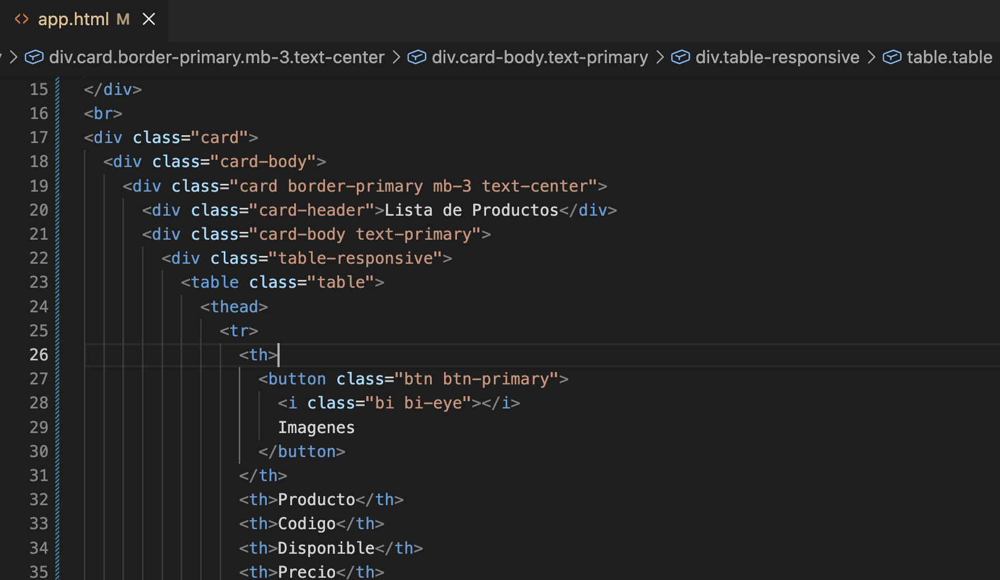 app.html M
div.card.border-primary.mb-3.text-center > div.card-body.text-primary > div.table-responsive > table.table
15 </div>
16 <br>
17 <div class="card">
18 <div class="card-body">
19 <div class="card border-primary mb-3 text-center">
20 <div class="card-header">Lista de Productos</div>
21 <div class="card-body text-primary">
22 <div class="table-responsive">
23 <table class="table">
24 <thead>
25 <tr>
26 <th>
27 <button class="btn btn-primary">
28 <i class="bi bi-eye"></i>
29 Imagenes
30 </button>
31 </th>
32 <th>Producto</th>
33 <th>Codigo</th>
34 <th>Disponible</th>
35 <th>Precio</th>